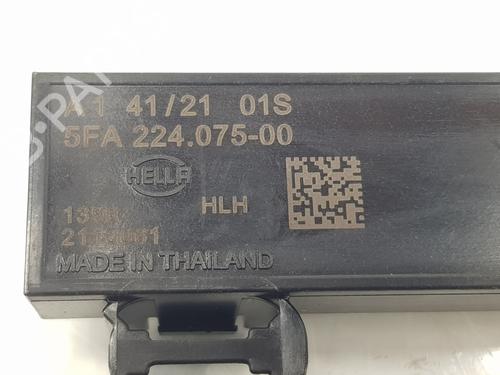 41/21 01S
5FA 224.075-00
HELLA
HLH
MADE IN THAILAND